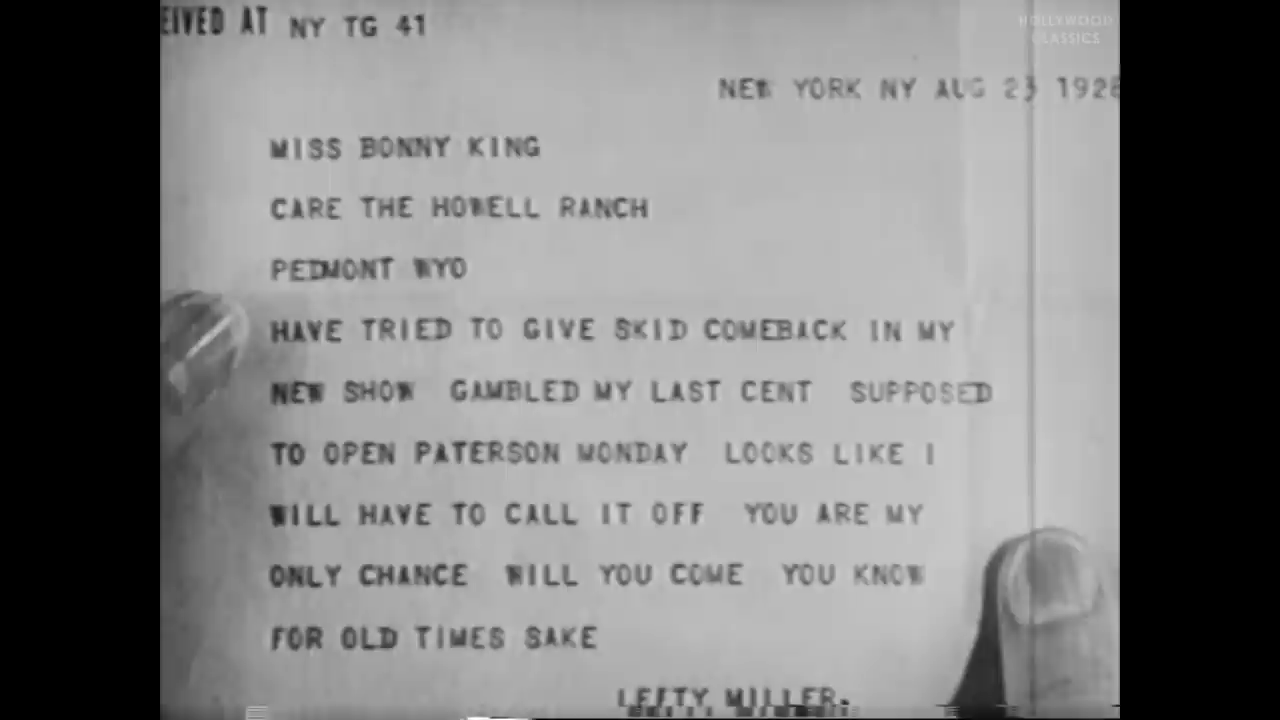 EIVED AT NY TG 41
HOLLYWOOD
CLASSICS
NEW YORK NY AUG 23 1928
MISS BONNY KING
CARE THE HOWELL RANCH
PEDMONT WYO
HAVE TRIED TO GIVE SKID COMEBACK IN MY
NEW SHOW GAMBLED MY LAST CENT SUPPOSED
TO OPEN PATERSON MONDAY LOOKS LIKE I
WILL HAVE TO CALL IT OFF YOU ARE MY
ONLY CHANCE WILL YOU COME YOU KNOW
FOR OLD TIMES SAKE
LEFTY MILLER.